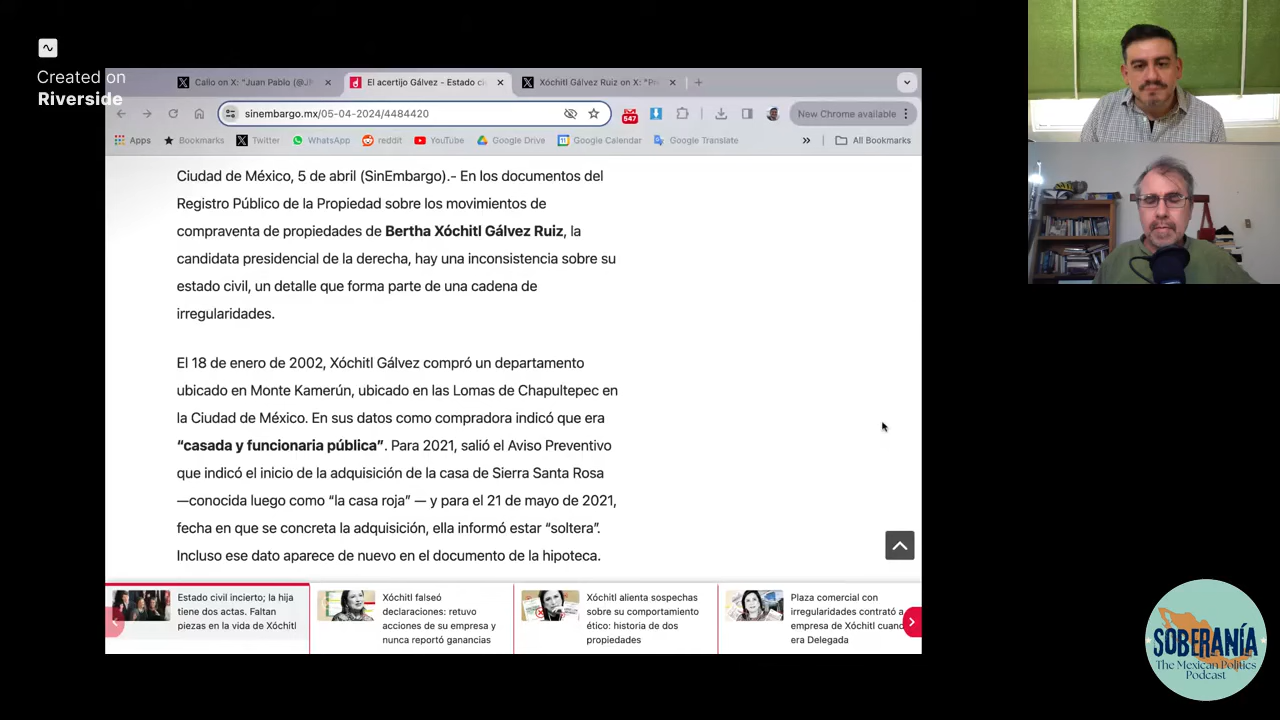 Created on
Riverside
Calio on X: "Juan Pablo (@J
El acertijo Gálvez - Estado ci
Xóchitl Gálvez Ruiz on X: "P
sinembargo.mx/05-04-2024/4484420
547
New Chrome available
Apps
Bookmarks
Twitter
WhatsApp
reddit
YouTube
Google Drive
Google Calendar
Google Translate
»
All Bookmarks
Ciudad de México, 5 de abril (SinEmbargo).- En los documentos del
Registro Público de la Propiedad sobre los movimientos de
compraventa de propiedades de Bertha Xóchitl Gálvez Ruiz, la
candidata presidencial de la derecha, hay una inconsistencia sobre su
estado civil, un detalle que forma parte de una cadena de
irregularidades.
El 18 de enero de 2002, Xóchitl Gálvez compró un departamento
ubicado en Monte Kamerún, ubicado en las Lomas de Chapultepec en
la Ciudad de México. En sus datos como compradora indicó que era
“casada y funcionaria pública”. Para 2021, salió el Aviso Preventivo
que indicó el inicio de la adquisición de la casa de Sierra Santa Rosa
—conocida luego como “la casa roja” — y para el 21 de mayo de 2021,
fecha en que se concreta la adquisición, ella informó estar “soltera”.
Incluso ese dato aparece de nuevo en el documento de la hipoteca.
Estado civil incierto; la hija
tiene dos actas. Faltan
piezas en la vida de Xóchitl
Xóchitl falseó
declaraciones: retuvo
acciones de su empresa y
nunca reportó ganancias
Xóchitl alienta sospechas
sobre su comportamiento
ético: historia de dos
propiedades
Plaza comercial con
irregularidades contrató a
empresa de Xóchitl cuando
era Delegada
SOBERANÍA
The Mexican Politics
Podcast